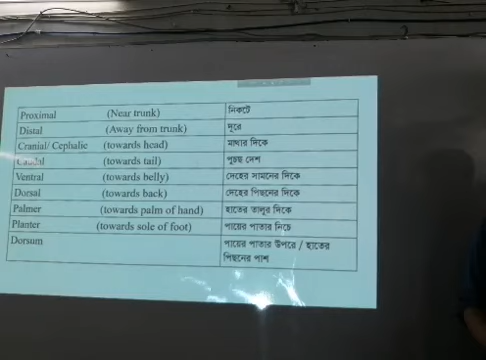 Proximal (Near trunk) নিকটে
Distal (Away from trunk) দূরে
Cranial/ Cephalic (towards head) মাথার দিকে
Caudal (towards tail) পুচ্ছ দেশ
Ventral (towards belly) দেহের সামনের দিকে
Dorsal (towards back) দেহের পিছনের দিকে
Palmer (towards palm of hand) হাতের তালুর দিকে
Planter (towards sole of foot) পায়ের পাতার নিচে
Dorsum পায়ের পাতার উপরে / হাতের
পিছনের পাশ